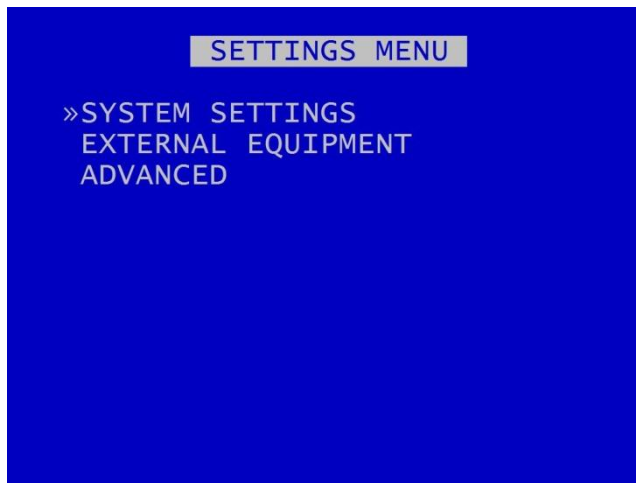 SETTINGS MENU
»SYSTEM SETTINGS
EXTERNAL EQUIPMENT
ADVANCED